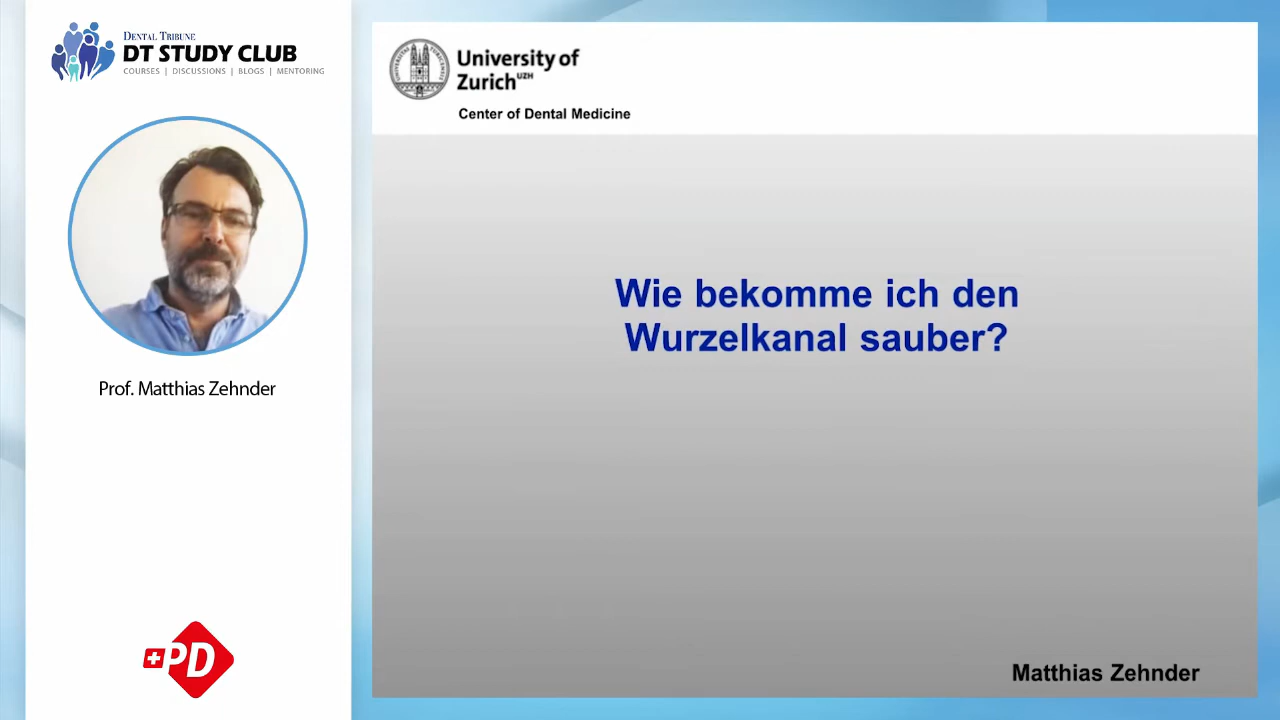 DENTAL TRIBUNE
DT STUDY CLUB
COURSES | DISCUSSIONS | BLOGS | MENTORING
Prof. Matthias Zehnder
PD
University of
Zurich UZH
Center of Dental Medicine
Wie bekomme ich den
Wurzelkanal sauber?
Matthias Zehnder